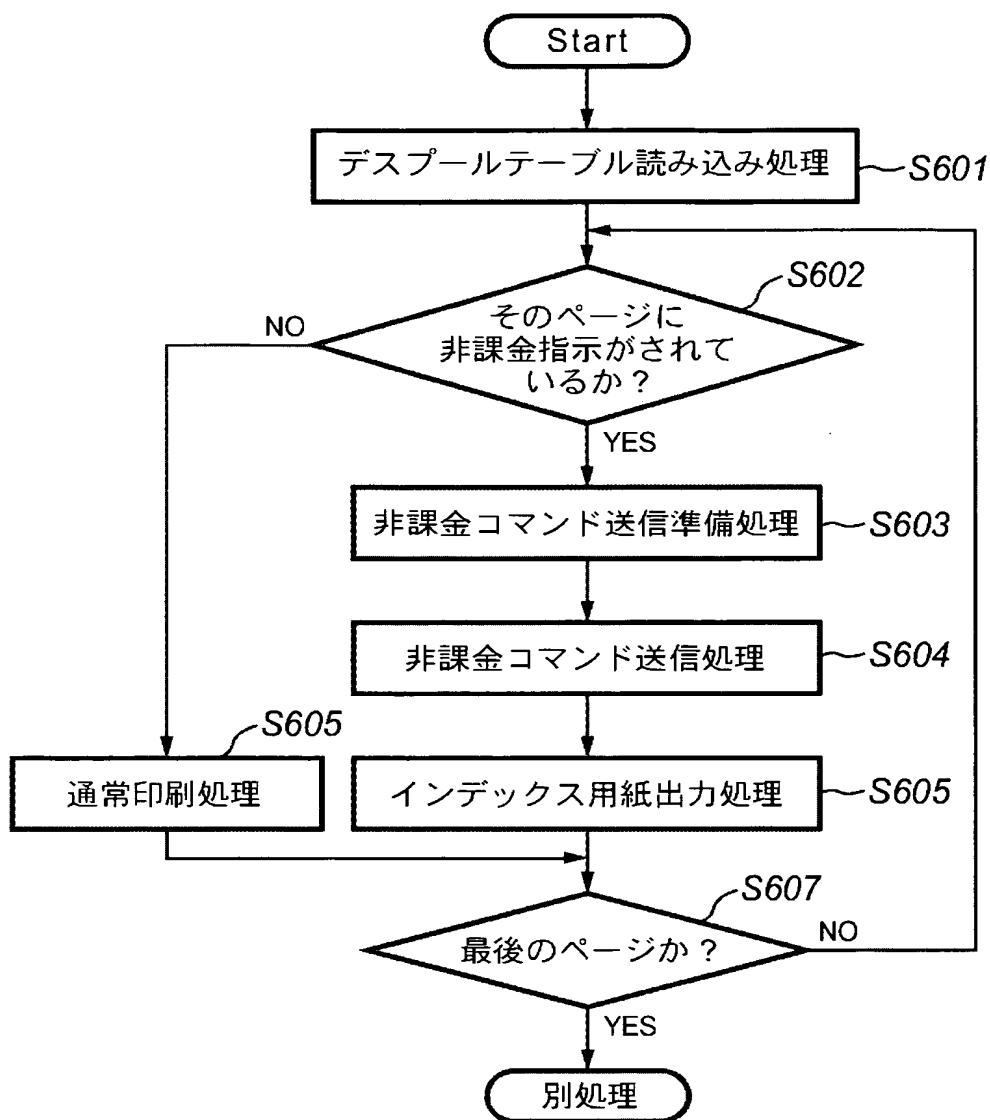 Start
デスプールテーブル読み込み処理
S601
S602
そのページに
非課金指示がされて
いるか？
NO
YES
非課金コマンド送信準備処理
S603
非課金コマンド送信処理
S604
S605
通常印刷処理
インデックス用紙出力処理
S605
S607
最後のページか？
NO
YES
別処理